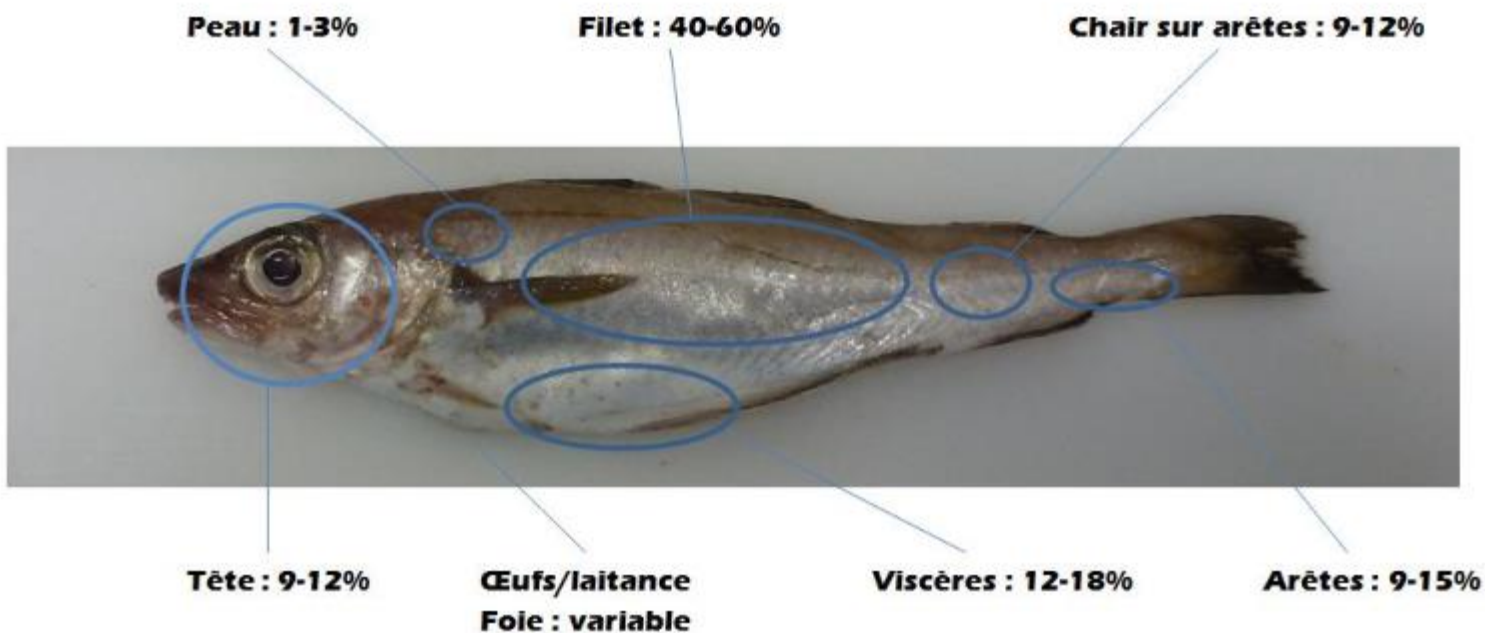 Peau : 1-3%
Filet : 40-60%
Chair sur arêtes : 9-12%
Tête : 9-12%
Œufs/laitance
Foie : variable
Viscères : 12-18%
Arêtes : 9-15%